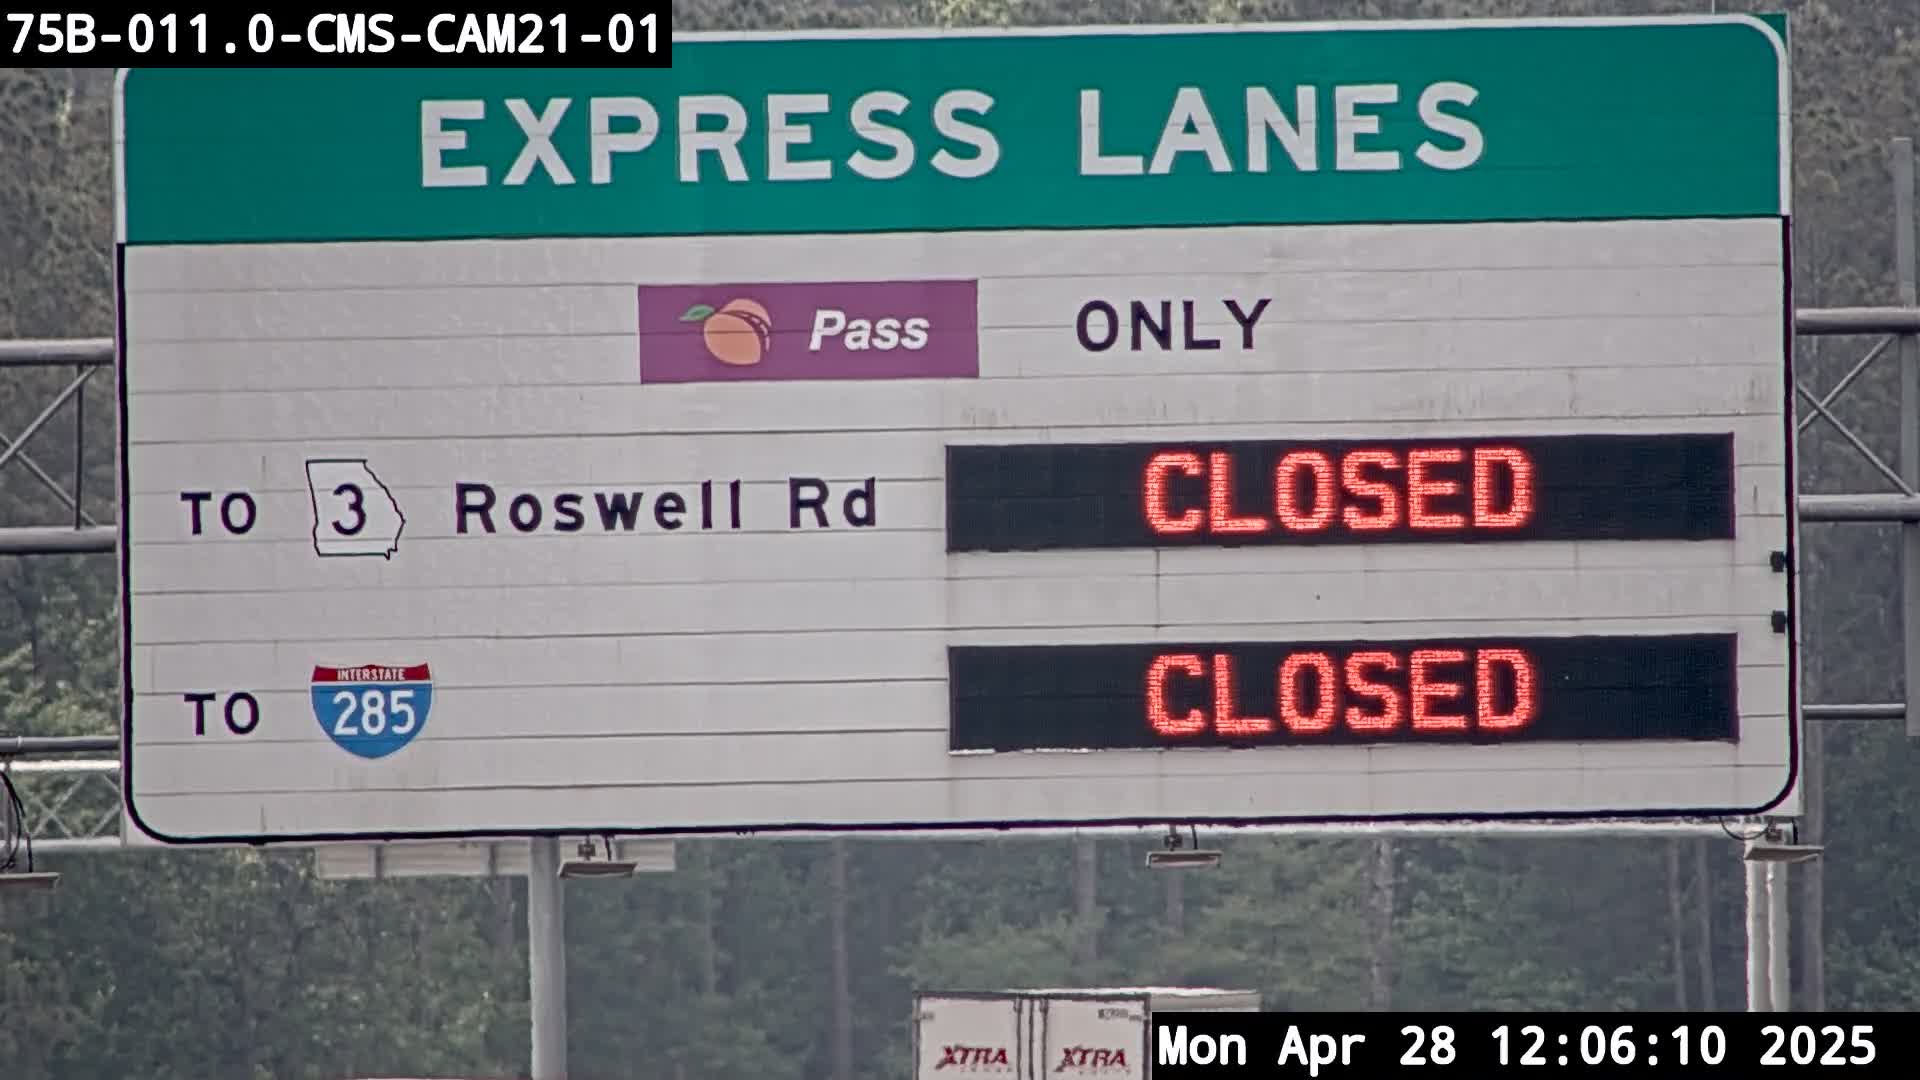 75B-011.0-CMS-CAM21-01
EXPRESS LANES
Pass ONLY
TO 3 Roswell Rd CLOSED
INTERSTATE
TO 285 CLOSED
XTRA XTRA
Mon Apr 28 12:06:10 2025